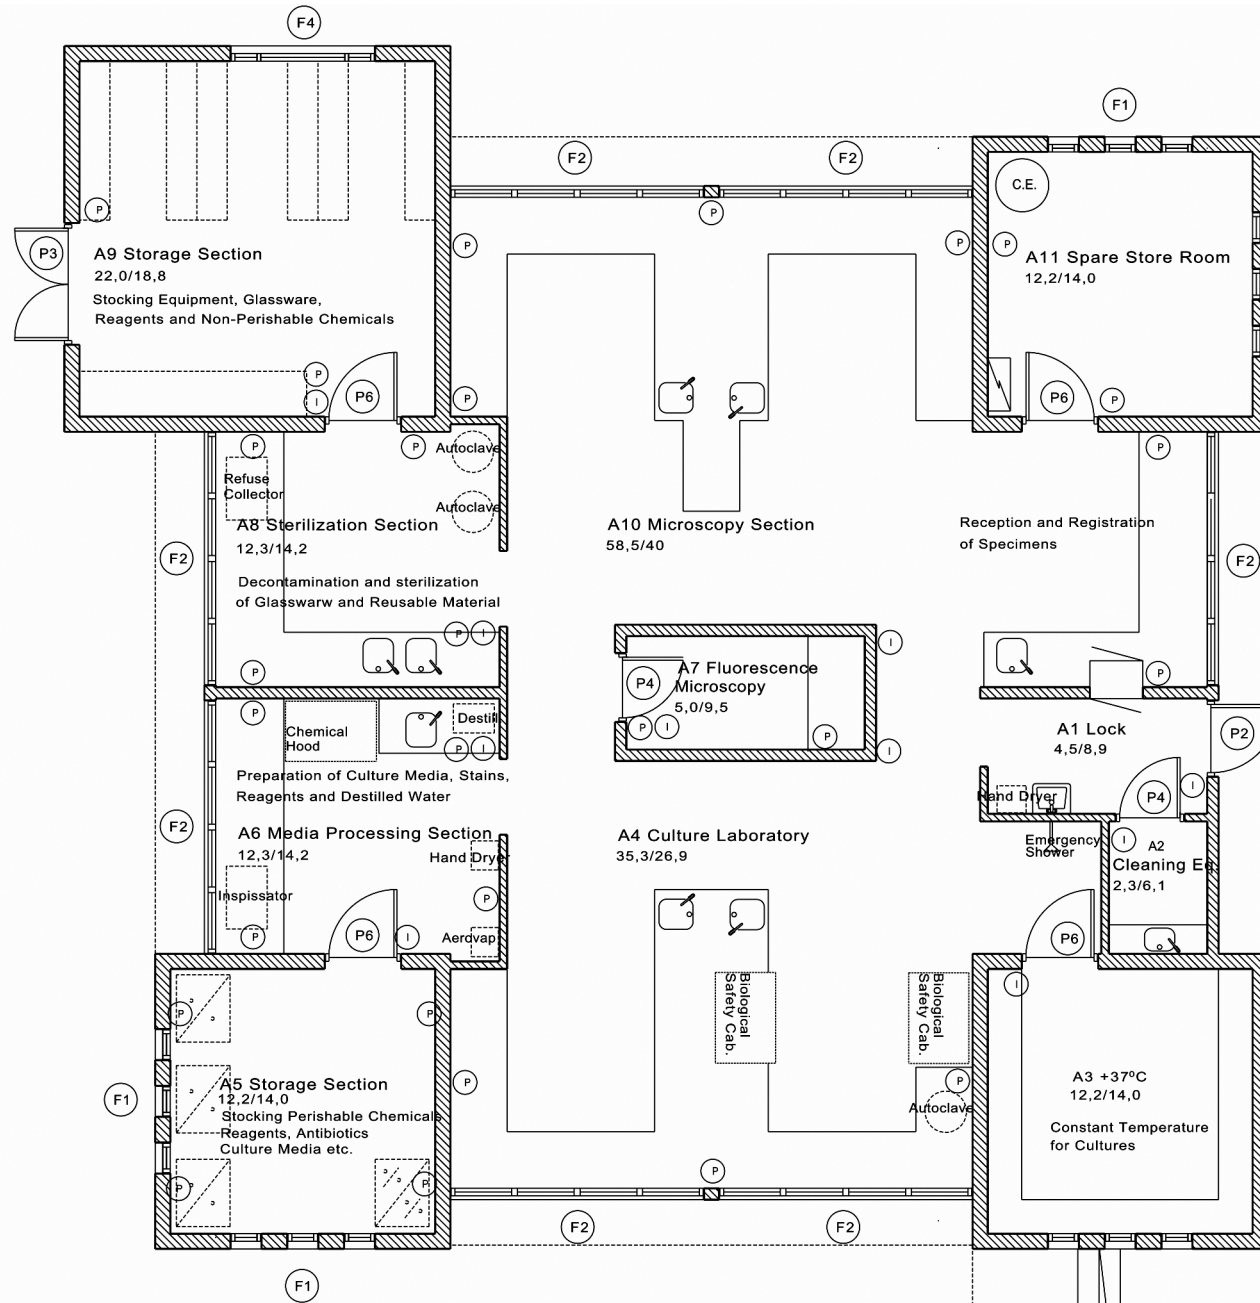 F4
F1
F2
F2
C.E.
P
P
P
P
P
P3
A9 Storage Section
22,0/18,8
Stocking Equipment, Glassware,
Reagents and Non-Perishable Chemicals
A11 Spare Store Room
12,2/14,0
P
I
P6
P
P6
P
P
P
P
Autoclave
Refuse
Collector
Autoclave
A8 Sterilization Section
12,3/14,2
A10 Microscopy Section
58,5/40
Reception and Registration
of Specimens
F2
F2
Decontamination and sterilization
of Glasswarw and Reusable Material
P
I
I
P
P4
A7 Fluorescence
Microscopy
5,0/9,5
P
P
Chemical
Hood
Destill
P
I
P
I
P
I
A1 Lock
4,5/8,9
P2
Preparation of Culture Media, Stains,
Reagents and Destilled Water
Hand Dryer
P4
I
F2
A6 Media Processing Section
12,3/14,2
A4 Culture Laboratory
35,3/26,9
Emergency
Shower
I
A2
Cleaning Eq.
2,3/6,1
Hand Dryer
Inspissator
P
P
P6
I
Aerovap
P6
Biological
Safety Cab.
Biological
Safety Cab.
I
P
P
F1
A5 Storage Section
12,2/14,0
Stocking Perishable Chemicals
Reagents, Antibiotics
Culture Media etc.
P
P
Autoclave
A3 +37ºC
12,2/14,0
Constant Temperature
for Cultures
P
P
P
F2
F2
F1